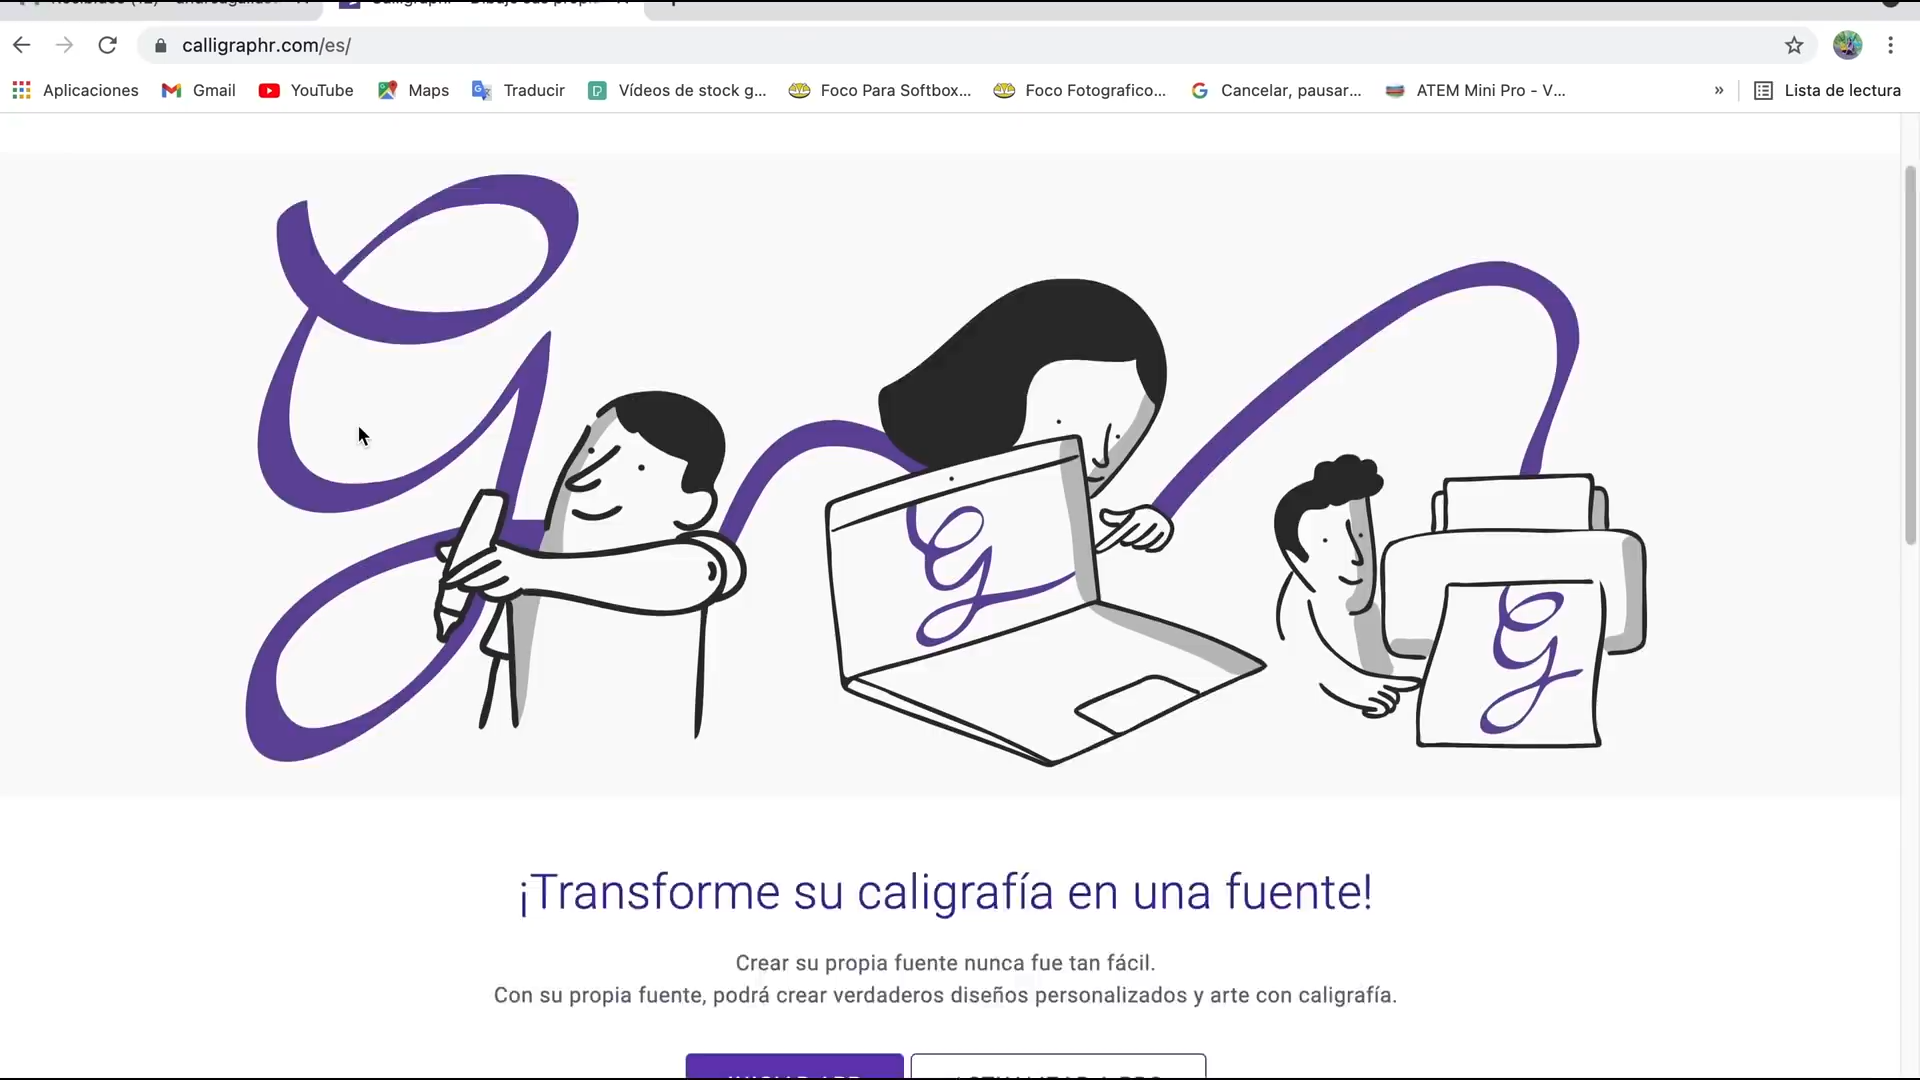 calligraphr.com/es/
Aplicaciones Gmail YouTube Maps Traducir Vídeos de stock g... Foco Para Softbox... Foco Fotografico... Cancelar, pausar... ATEM Mini Pro - V... » Lista de lectura
¡Transforme su caligrafía en una fuente!
Crear su propia fuente nunca fue tan fácil.
Con su propia fuente, podrá crear verdaderos diseños personalizados y arte con caligrafía.